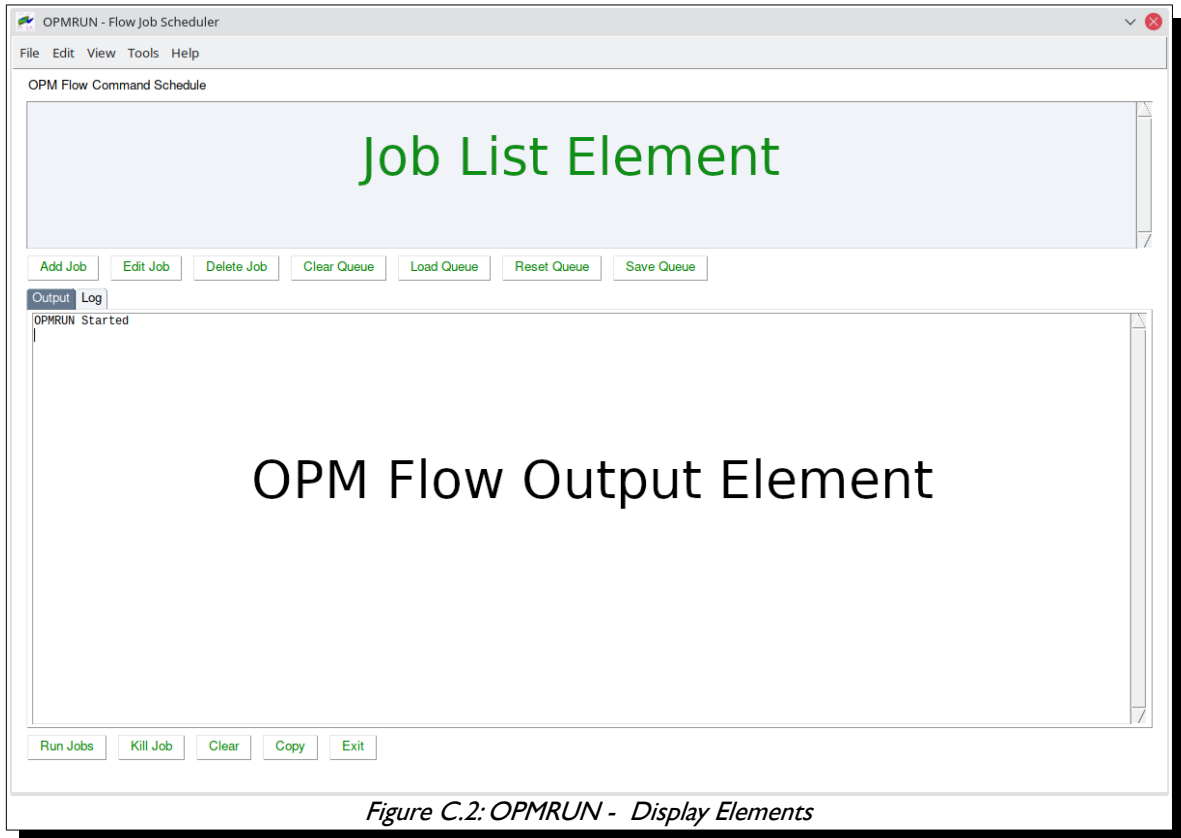 OPMRUN - Flow Job Scheduler
File Edit View Tools Help
OPM Flow Command Schedule
Job List Element
Add Job Edit Job Delete Job Clear Queue Load Queue Reset Queue Save Queue
Output Log
OPMRUN Started
OPM Flow Output Element
Run Jobs Kill Job Clear Copy Exit
Figure C.2: OPMRUN - Display Elements